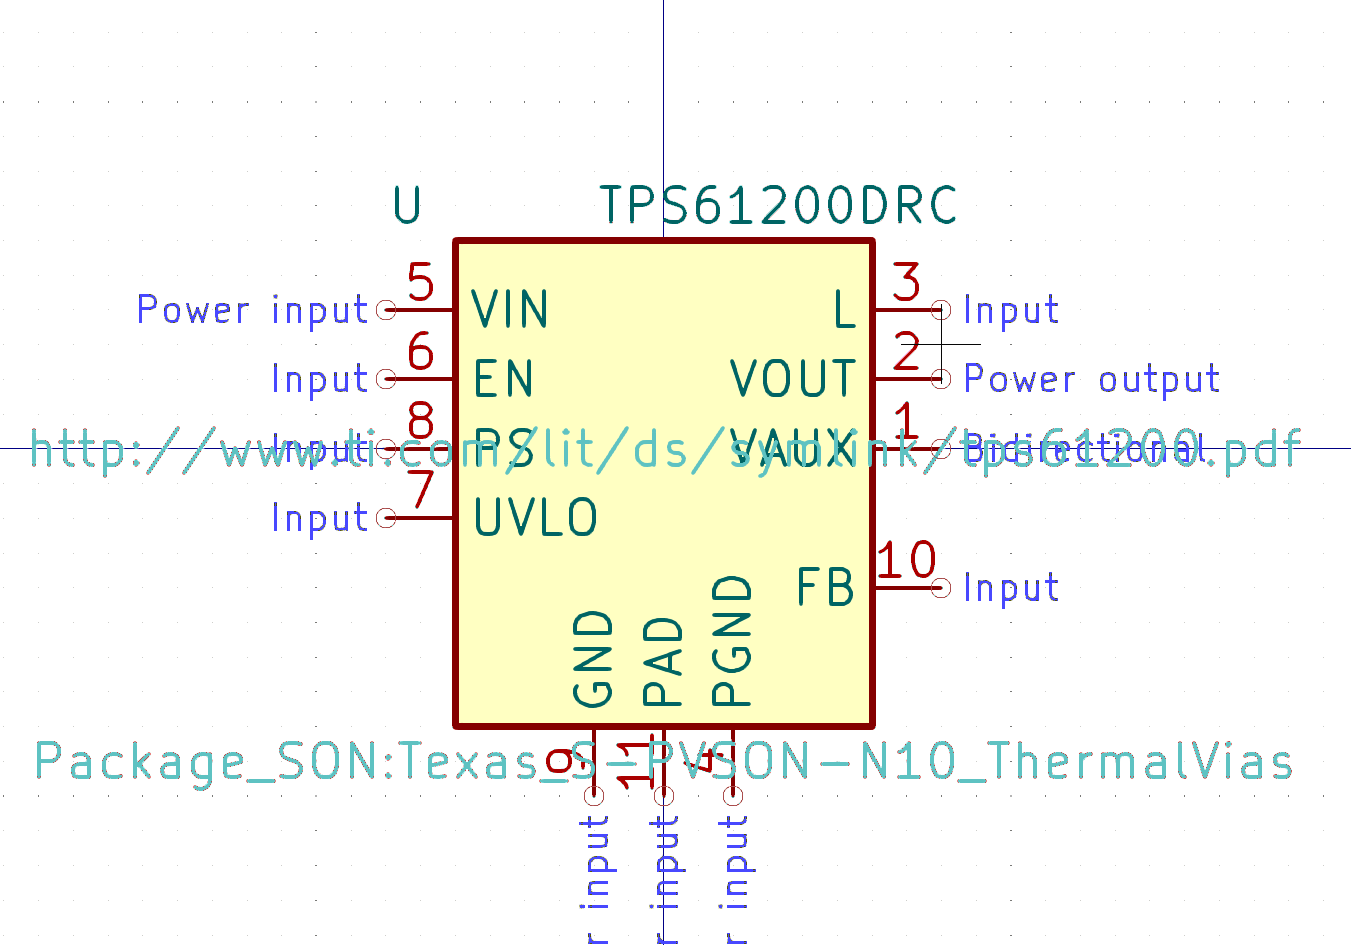 U TPS61200DRC
5 3
Power input VIN L Input
6 2
Input EN VOUT Power output
8 1
Input PS VAUX Bidirectional
http://www.ti.com/lit/ds/symlink/tps61200.pdf
7
Input UVLO
10
FB Input
GND PAD PGND
9 11 4
Package_SON:Texas_S-PVSON-N10_ThermalVias
r input r input r input